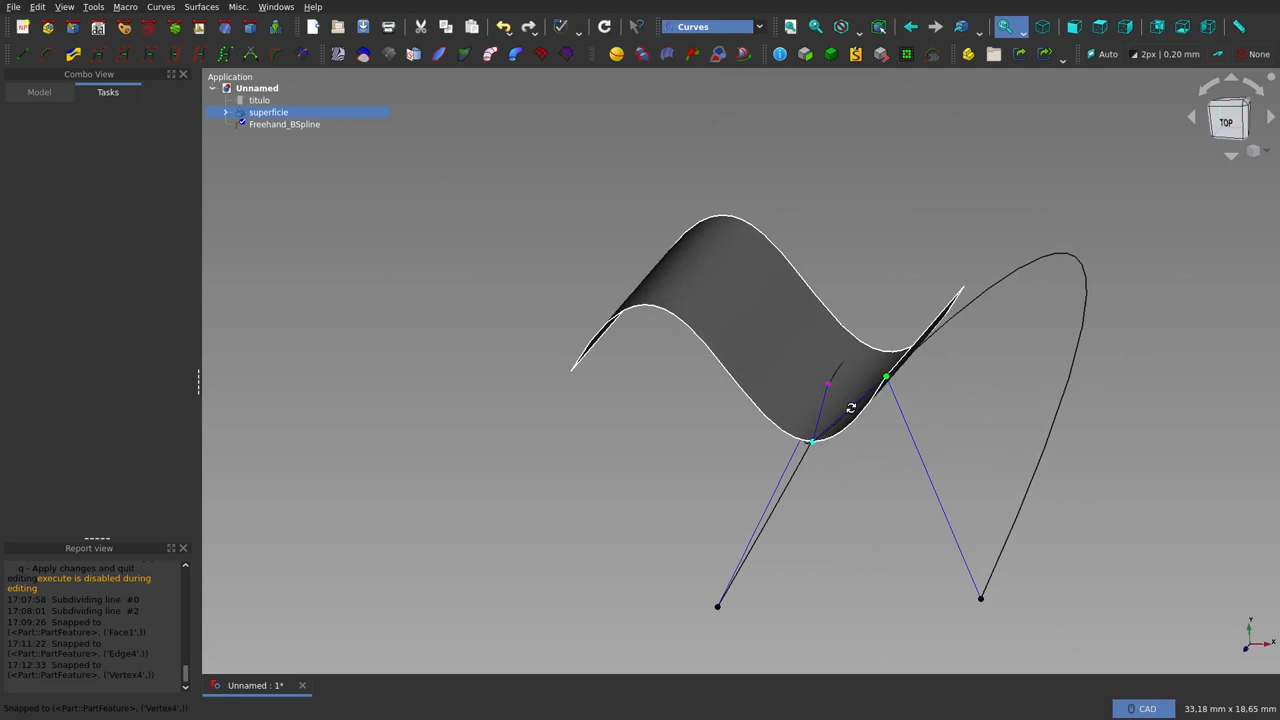 File Edit View Tools Macro Curves Surfaces Misc. Windows Help
Curves
Auto 2px | 0,20 mm None
Combo View
Model Tasks
Application
Unnamed
titulo
superficie
Freehand_BSpline
TOP
Report view
q - Apply changes and quit
editingexecute is disabled during
editing
17:07:58 Subdividing line #0
17:08:01 Subdividing line #2
17:09:26 Snapped to
(<Part::PartFeature>, ('Face1',))
17:11:22 Snapped to
(<Part::PartFeature>, ('Edge4',))
17:12:33 Snapped to
(<Part::PartFeature>, ('Vertex4',))
Y
X
Unnamed : 1*
Snapped to (<Part::PartFeature>, ('Vertex4',))
CAD 33,18 mm x 18,65 mm